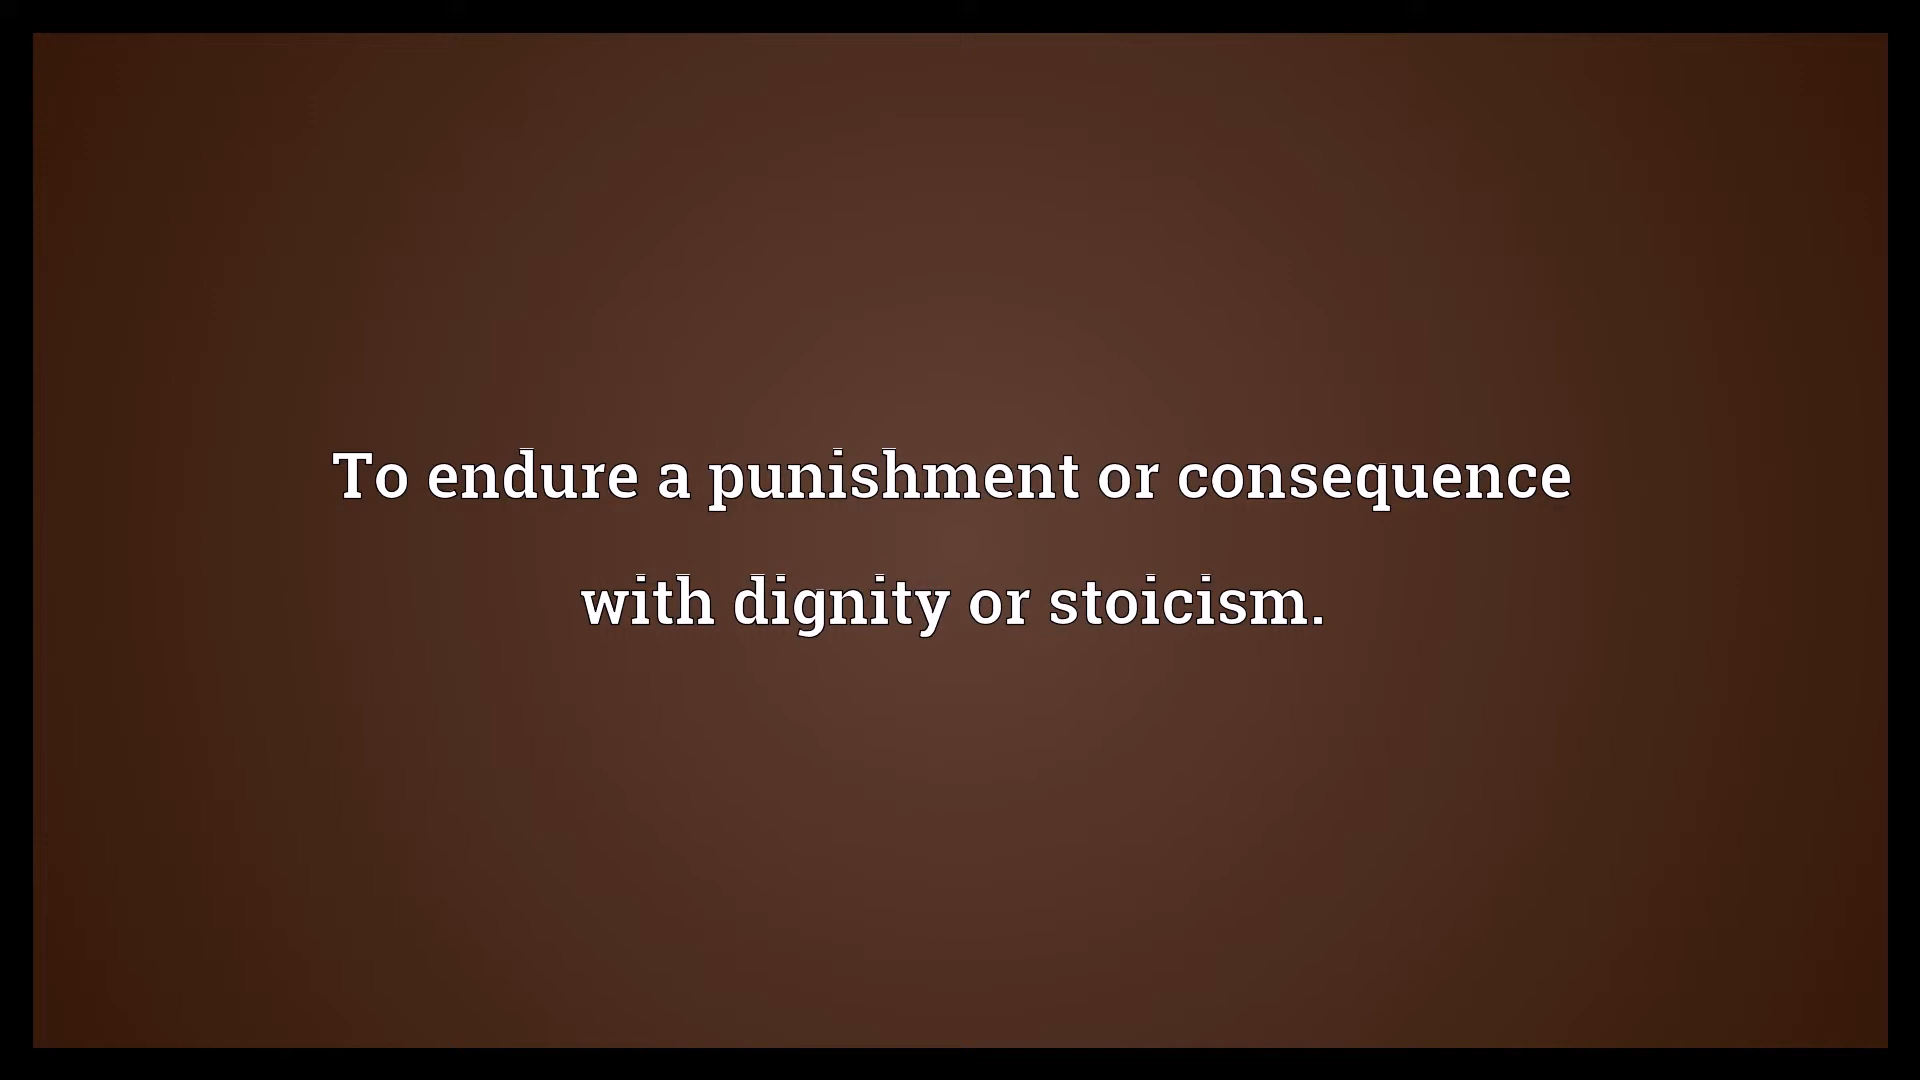 To endure a punishment or consequence
with dignity or stoicism.